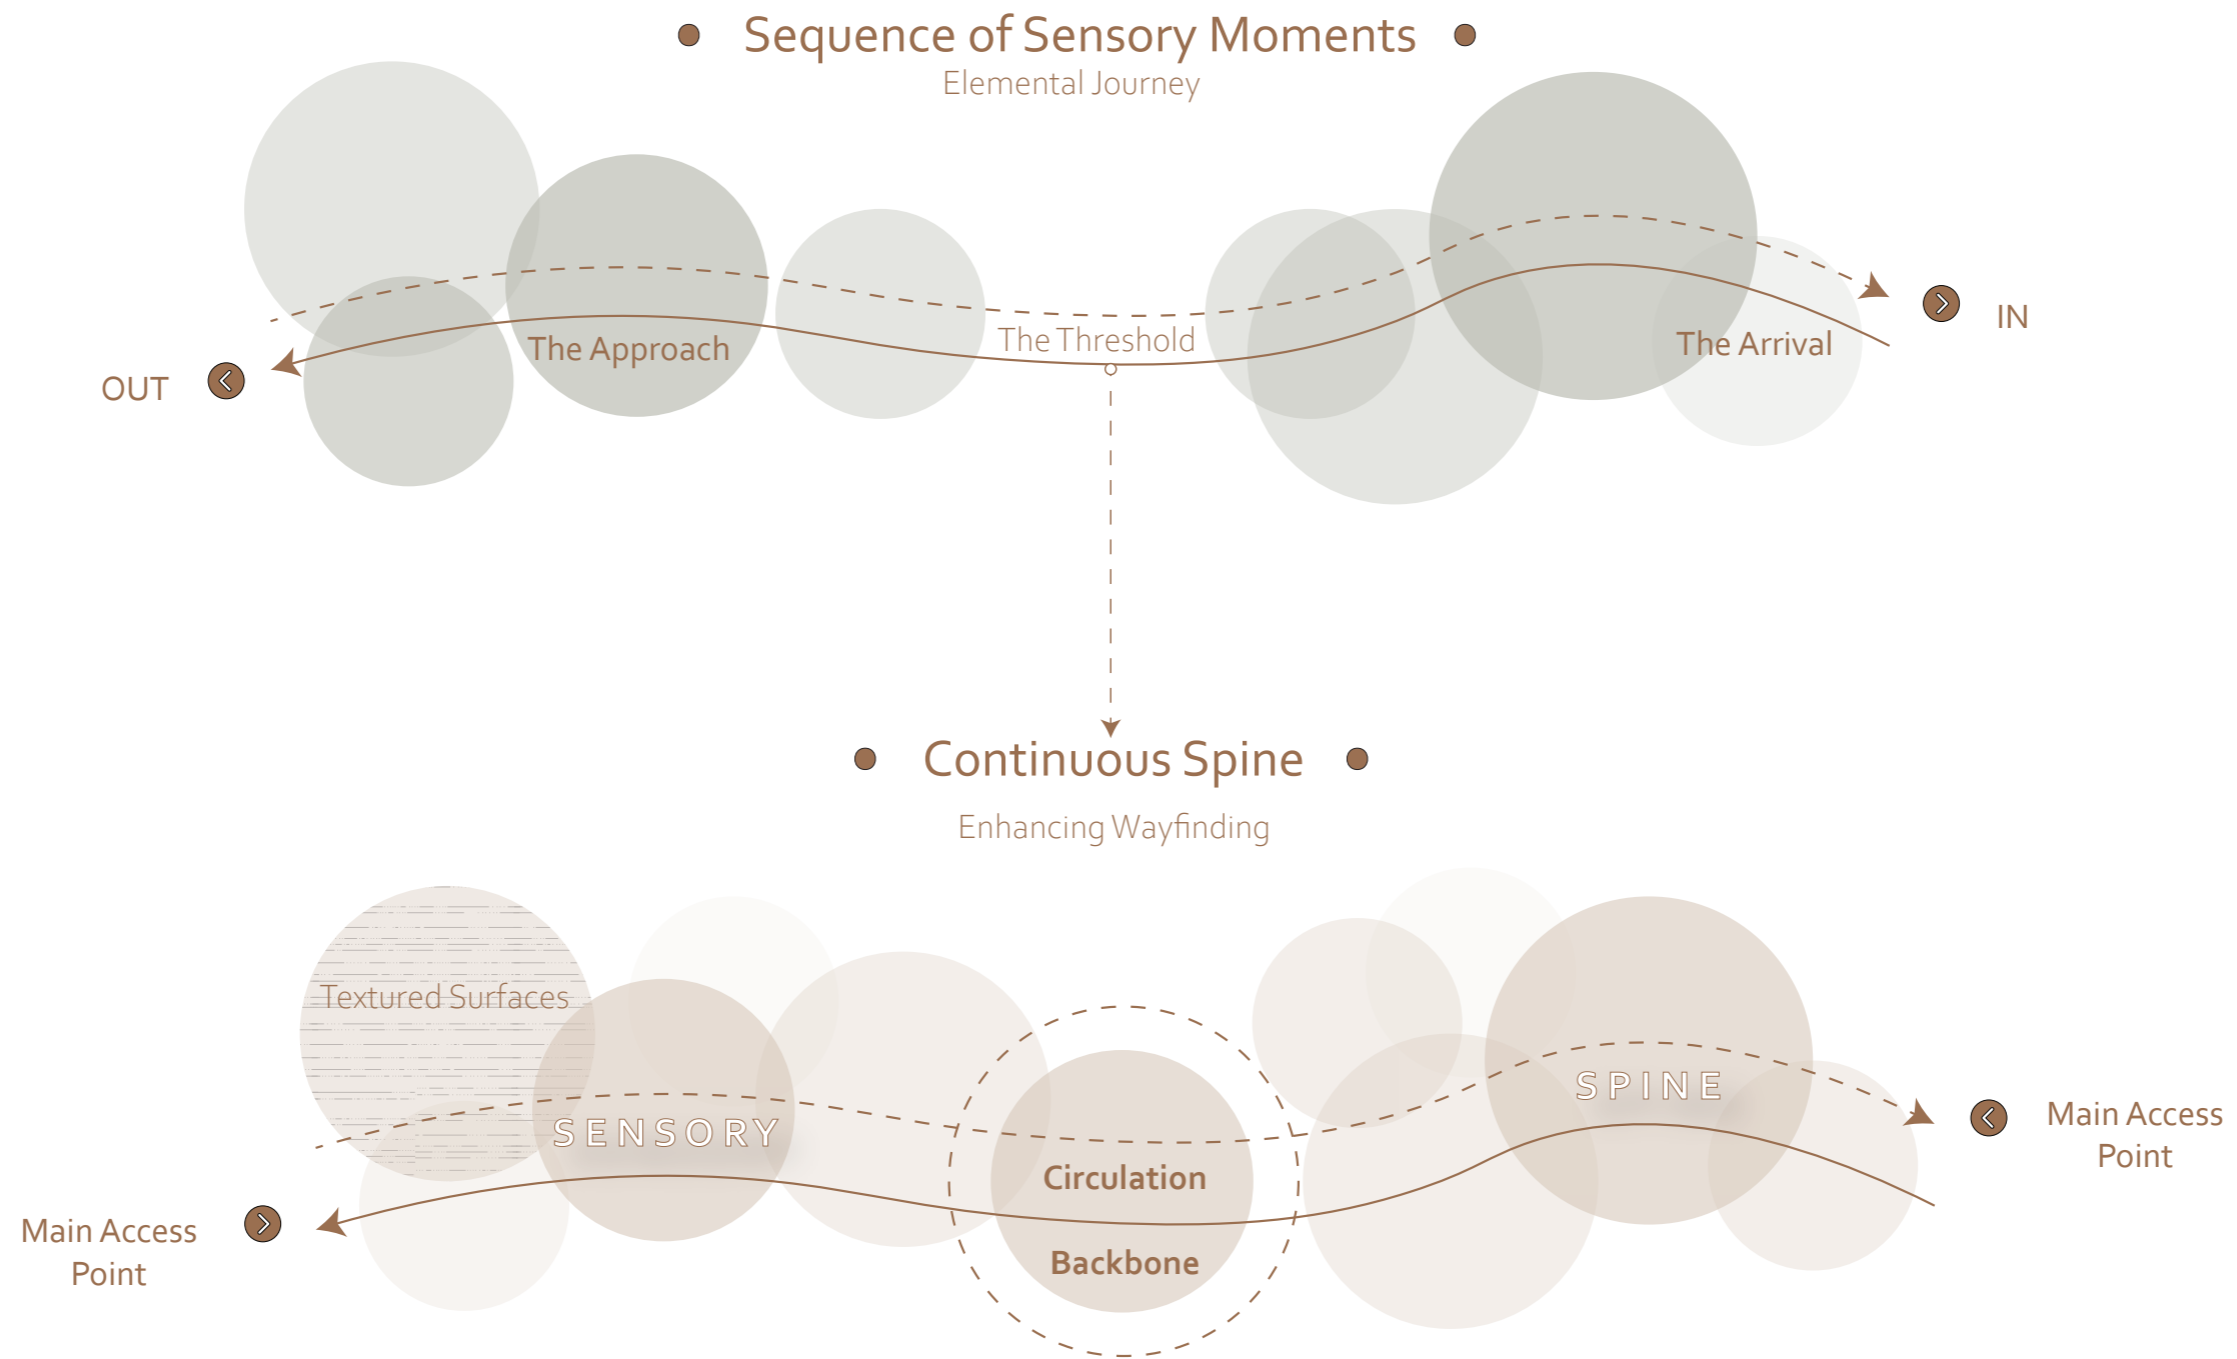 Sequence of Sensory Moments
Elemental Journey
The Approach
The Threshold
The Arrival
OUT
IN
Continuous Spine
Enhancing Wayfinding
Textured Surfaces
SENSORY
SPINE
Circulation
Backbone
Main Access
Point
Main Access
Point